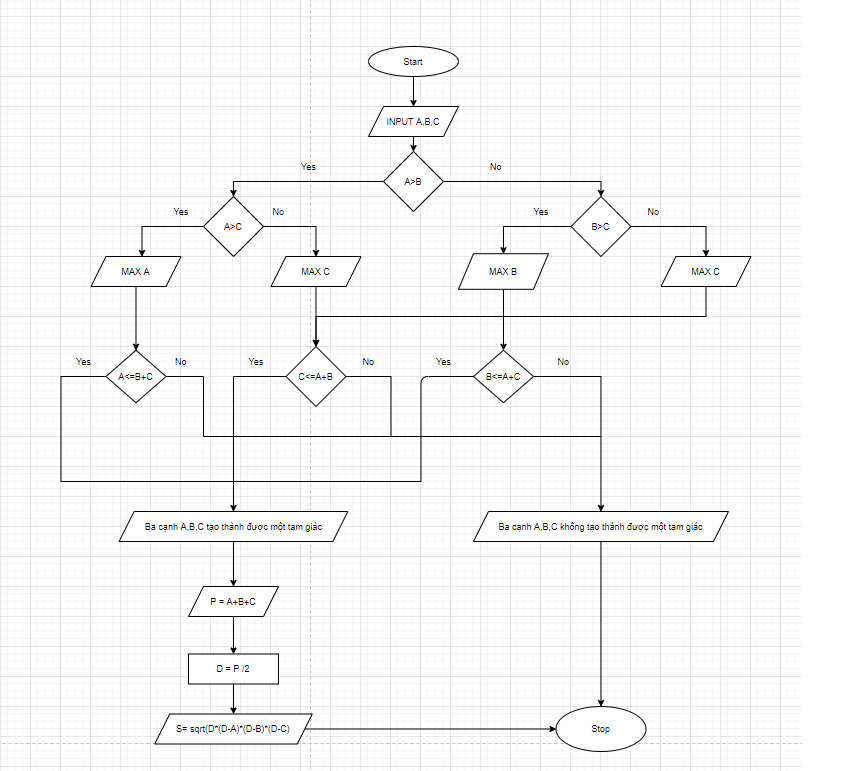 Start
INPUT A,B,C
Yes
No
A>B
Yes
No
Yes
No
A>C
B>C
MAX A
MAX C
MAX B
MAX C
Yes
No
Yes
No
Yes
No
A<=B+C
C<=A+B
B<=A+C
Ba cạnh A,B,C tạo thành được một tam giác
Ba cạnh A,B,C không tạo thành được một tam giác
P = A+B+C
D = P /2
S= sqrt(D*(D-A)*(D-B)*(D-C)
Stop